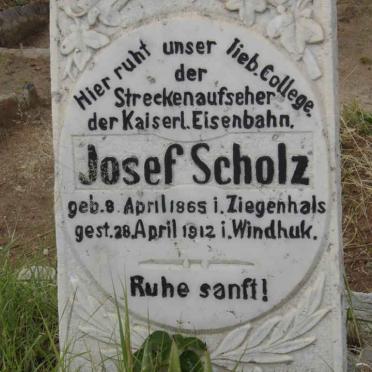 Hier ruht unser lieb. College.
der
Streckenaufseher
der Kaiserl. Eisenbahn.
Josef Scholz
geb. 8. April 1865 i. Ziegenhals
gest. 28. April 1912 i. Windhuk.
Ruhe sanft!